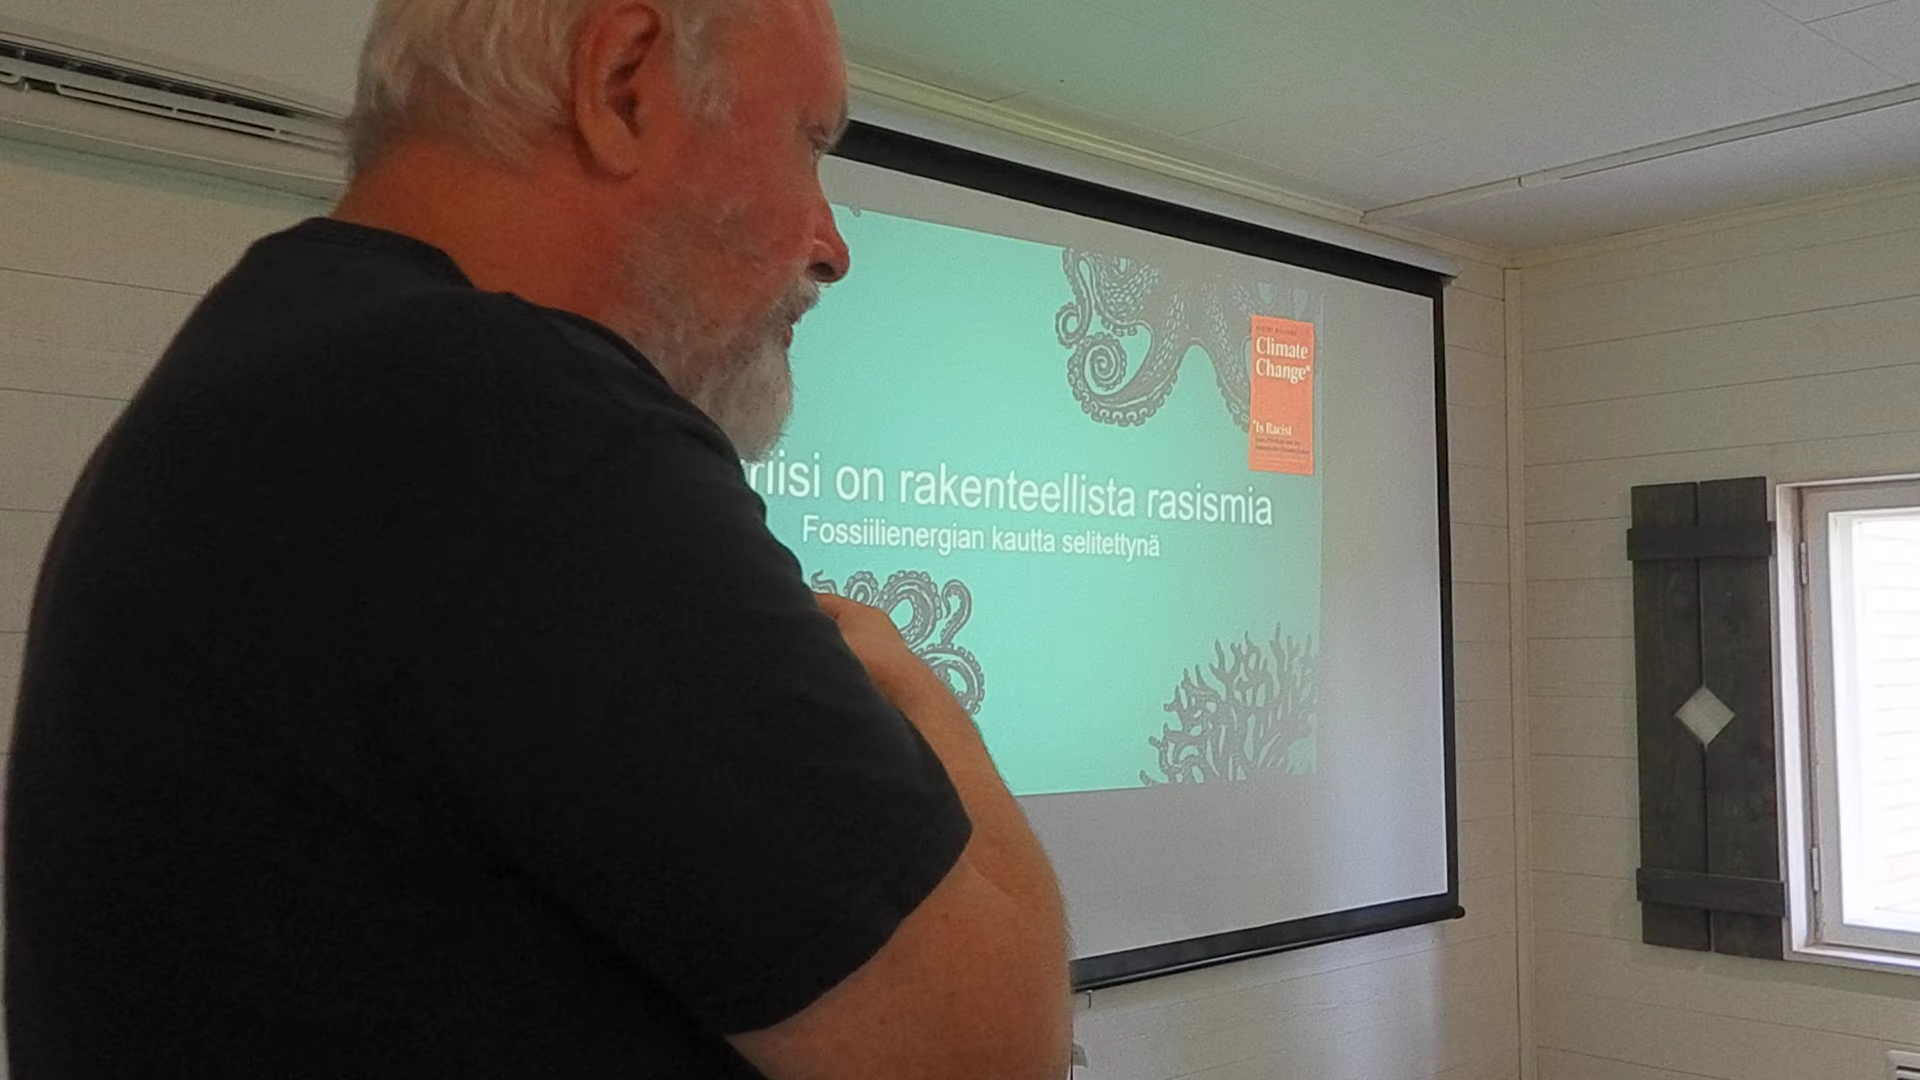 Climate
Change*
*Is Racist
riisi on rakenteellista rasismia
Fossiilienergian kautta selitettynä